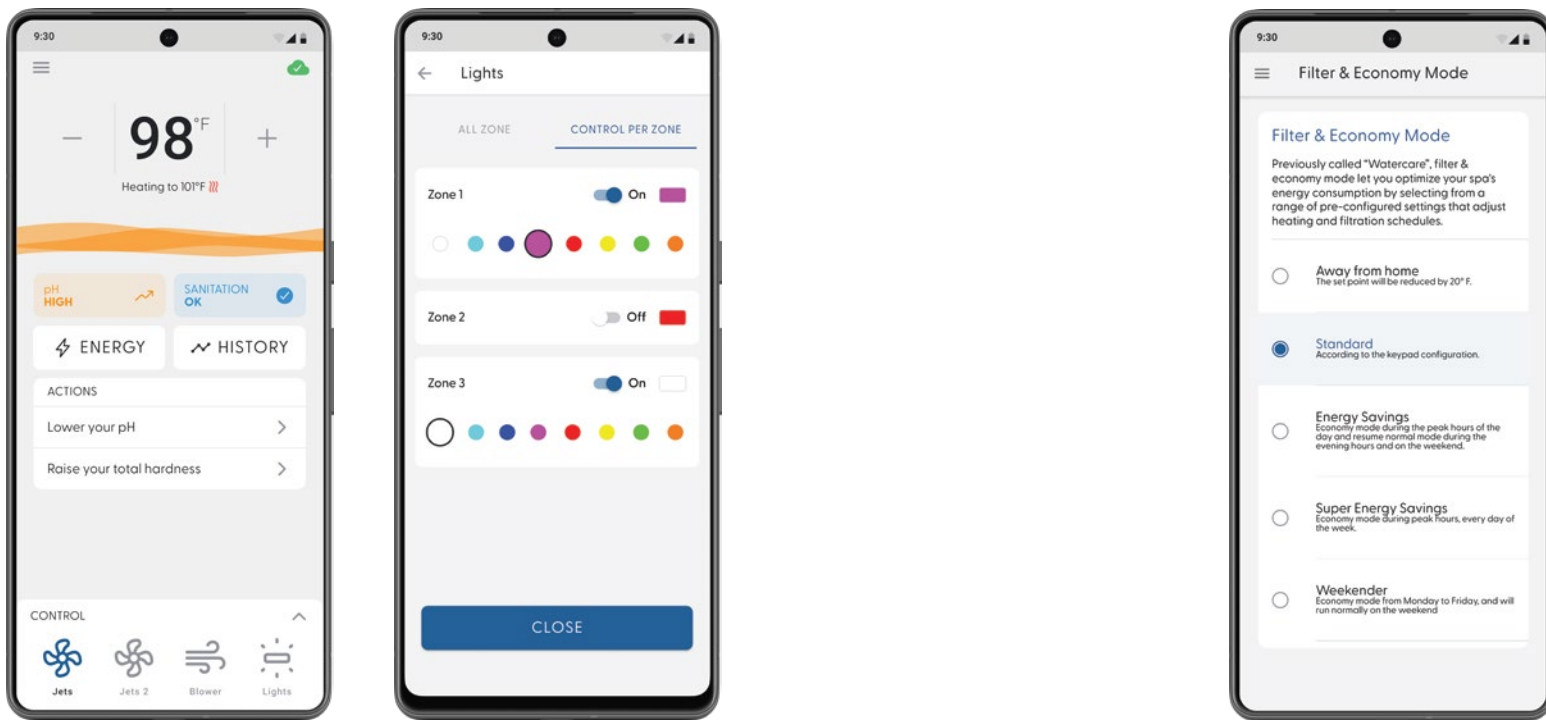 9:30
98°F
Heating to 101°F
pH
HIGH
SANITATION
OK
ENERGY
HISTORY
ACTIONS
Lower your pH
Raise your total hardness
CONTROL
Jets
Jets 2
Blower
Lights
9:30
Lights
ALL ZONE
CONTROL PER ZONE
Zone 1
On
Zone 2
Off
Zone 3
On
CLOSE
9:30
Filter & Economy Mode
Filter & Economy Mode
Previously called "Watercare", filter &
economy mode let you optimize your spa's
energy consumption by selecting from a
range of pre-configured settings that adjust
heating and filtration schedules.
Away from home
The set point will be reduced by 20° F.
Standard
According to the keypad configuration.
Energy Savings
Economy mode during the peak hours of the
day and resume normal mode during the
evening hours and on the weekend.
Super Energy Savings
Economy mode during peak hours, every day of
the week.
Weekender
Economy mode from Monday to Friday, and will
run normally on the weekend